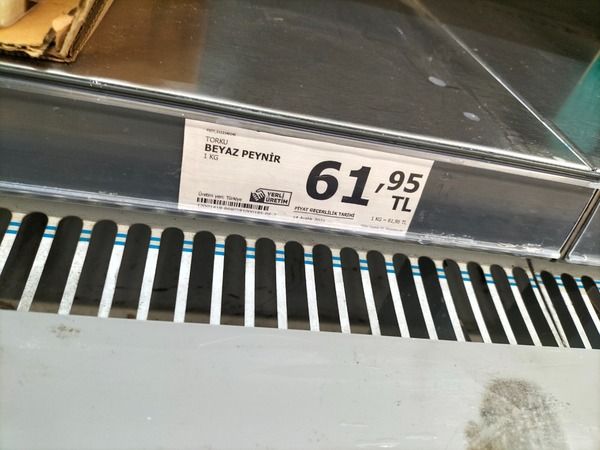 TORKU
BEYAZ PEYNİR
1 KG
61,95
TL
Üretim yeri: Türkiye
YERLİ
ÜRETİM
FİYAT GEÇERLİLİK TARİHİ